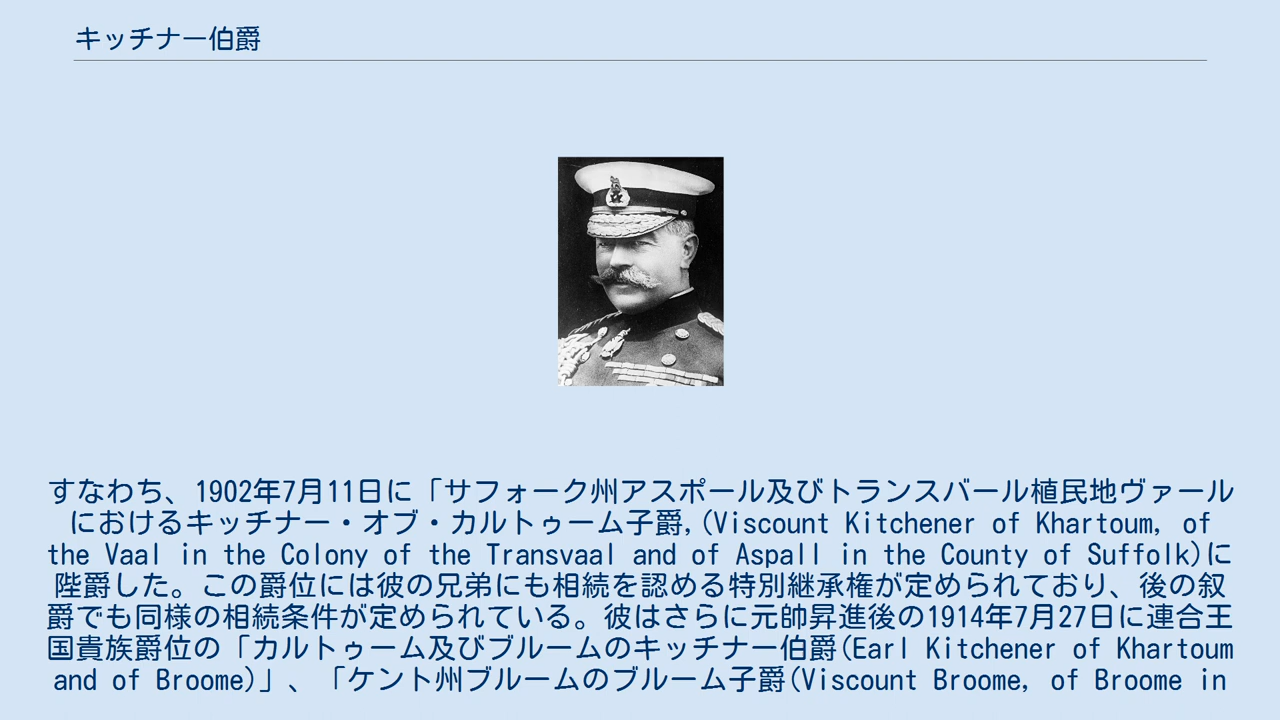 キッチナー伯爵
すなわち、1902年7月11日に「サフォーク州アスポール及びトランスバール植民地ヴァール
におけるキッチナー・オブ・カルトゥーム子爵,(Viscount Kitchener of Khartoum, of
the Vaal in the Colony of the Transvaal and of Aspall in the County of Suffolk)に
陞爵した。この爵位には彼の兄弟にも相続を認める特別継承権が定められており、後の叙
爵でも同様の相続条件が定められている。彼はさらに元帥昇進後の1914年7月27日に連合王
国貴族爵位の「カルトゥーム及びブルームのキッチナー伯爵(Earl Kitchener of Khartoum
and of Broome)」、「ケント州ブルームのブルーム子爵(Viscount Broome, of Broome in